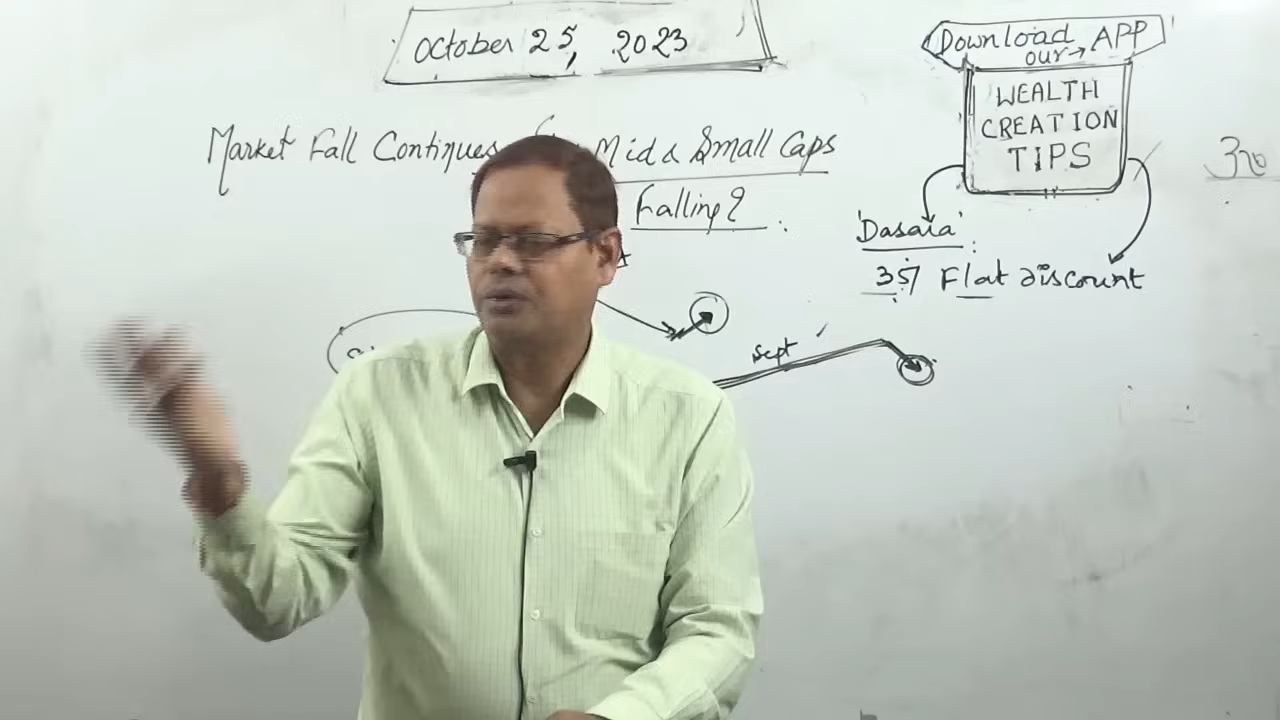 October 25, 2023
Download
our → APP
WEALTH
CREATION
TIPS
Market Fall Continues Mid & Small Caps
Falling?
'Dasara' :
35% Flat discount
Sept